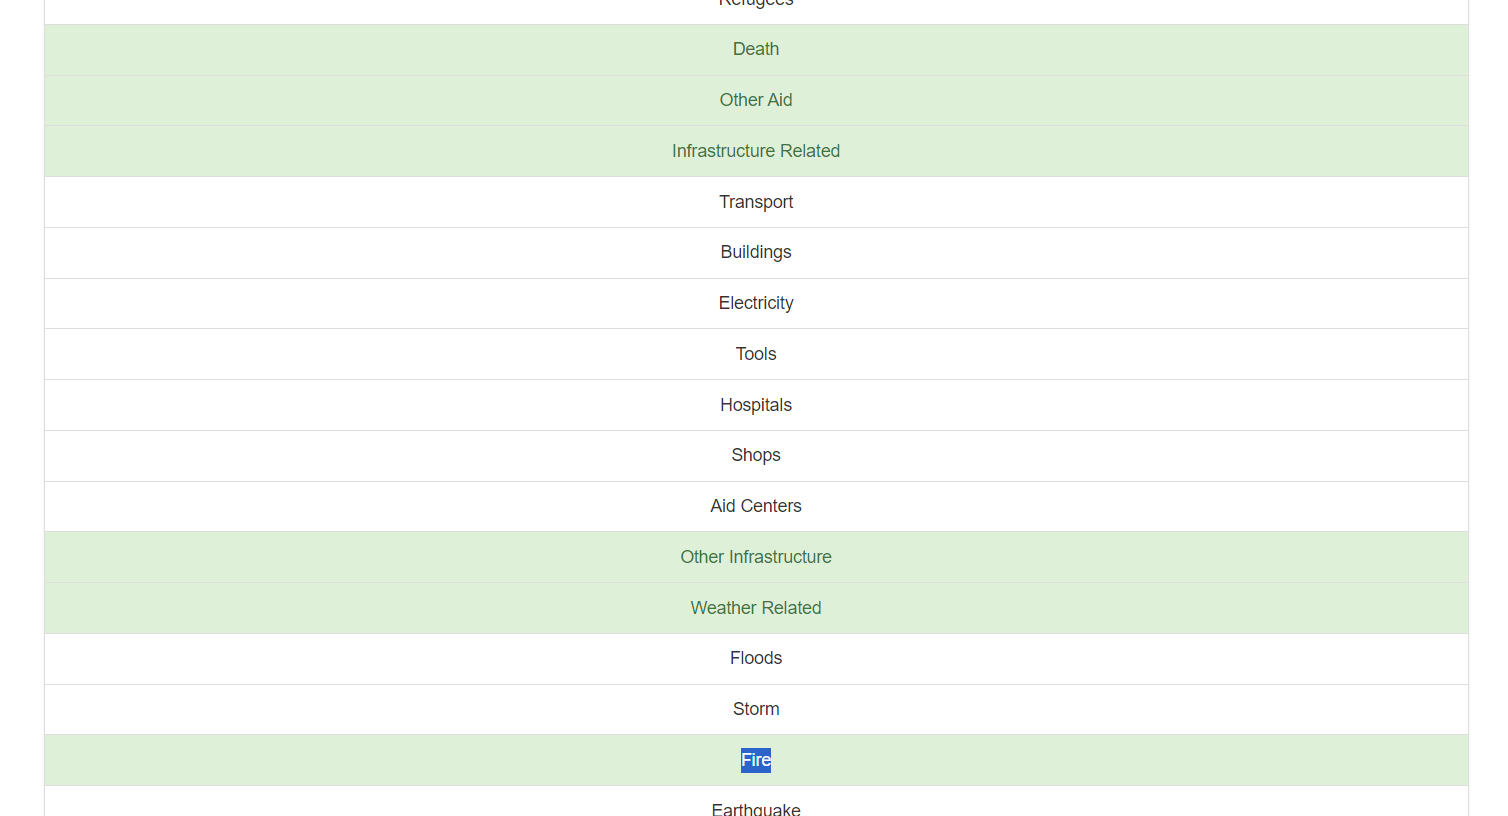 Refugees
Death
Other Aid
Infrastructure Related
Transport
Buildings
Electricity
Tools
Hospitals
Shops
Aid Centers
Other Infrastructure
Weather Related
Floods
Storm
Fire
Earthquake